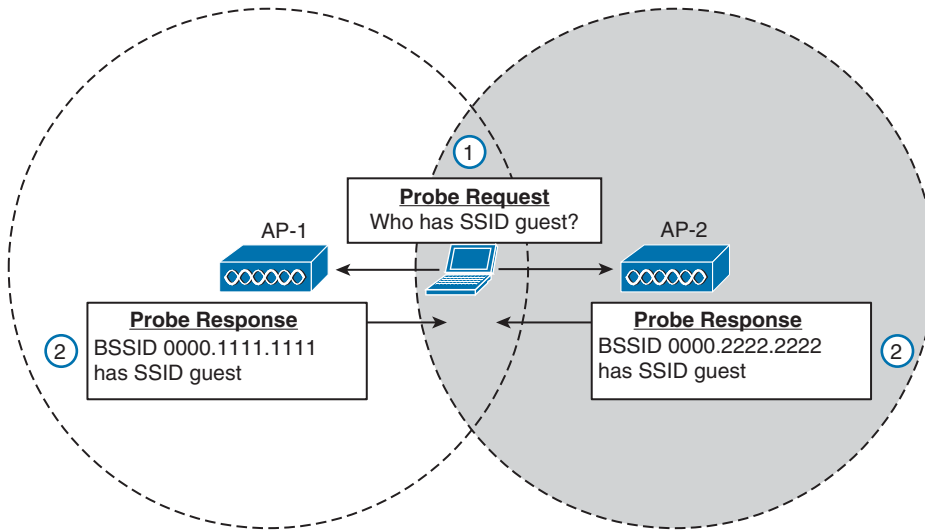 1
Probe Request
Who has SSID guest?
AP-1
AP-2
2
Probe Response
BSSID 0000.1111.1111
has SSID guest
Probe Response
BSSID 0000.2222.2222
has SSID guest
2